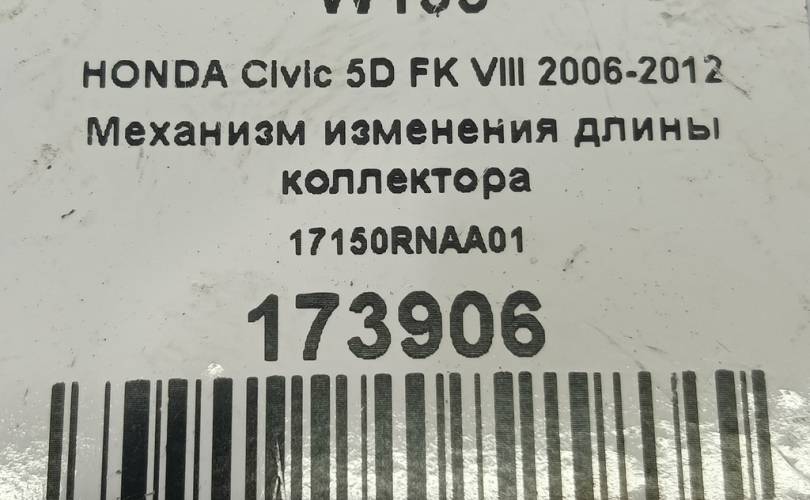 HONDA Civic 5D FK VIII 2006-2012
Механизм изменения длины
коллектора
17150RNAA01
173906